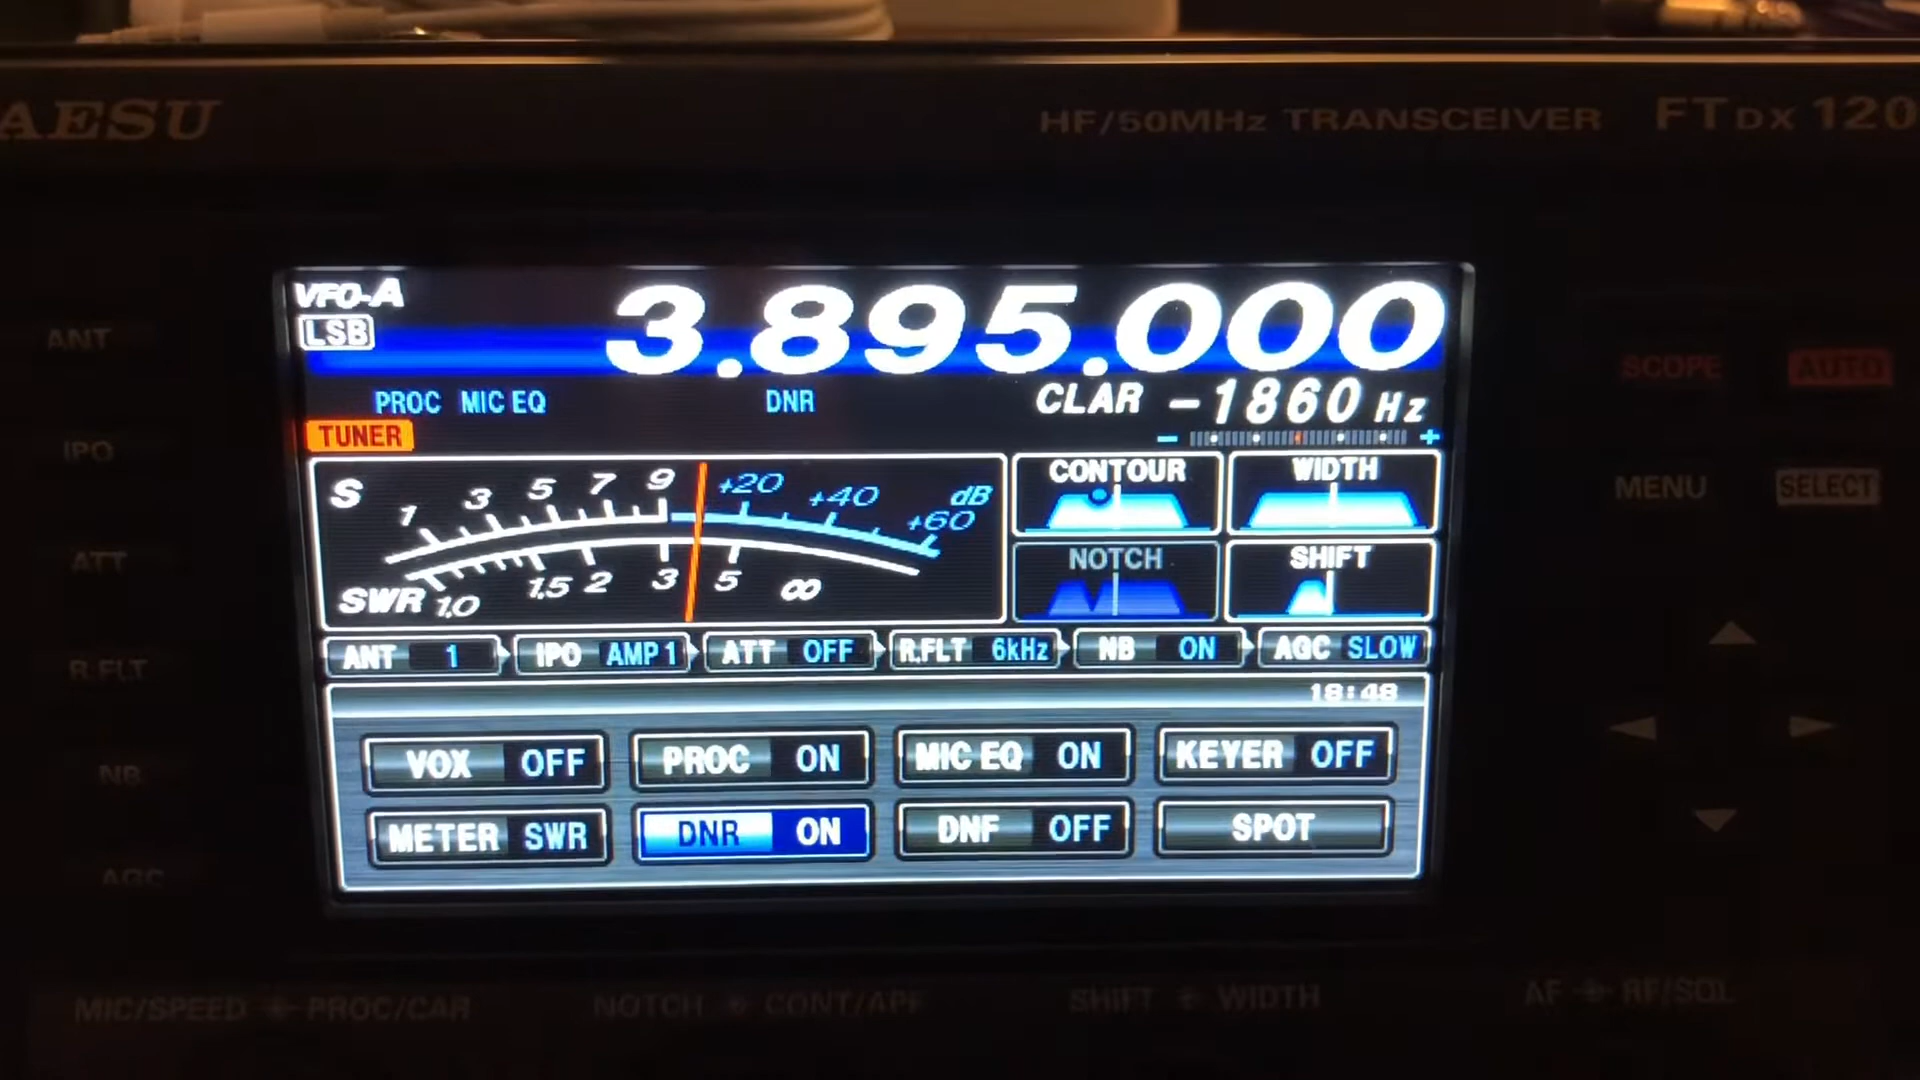 AESU HF/50MHz TRANSCEIVER FTDX 120
VFO-A 3.895.000
LSB
PROC MIC EQ DNR CLAR -1860 Hz
TUNER - +
S 1 3 5 7 9 +20 +40 +60 dB
SWR 1.0 1.5 2 3 5 ∞
CONTOUR WIDTH
NOTCH SHIFT
ANT 1 IPO AMP 1 ATT OFF R.FLT 6kHz NB ON AGC SLOW
18:48
VOX OFF PROC ON MIC EQ ON KEYER OFF
METER SWR DNR ON DNF OFF SPOT
ANT
IPO
ATT
R.FLT
NB
AGC
SCOPE AUTO
MENU SELECT
MIC/SPEED PROC/CAR NOTCH CONT/APF SHIFT WIDTH AF RF/SQL